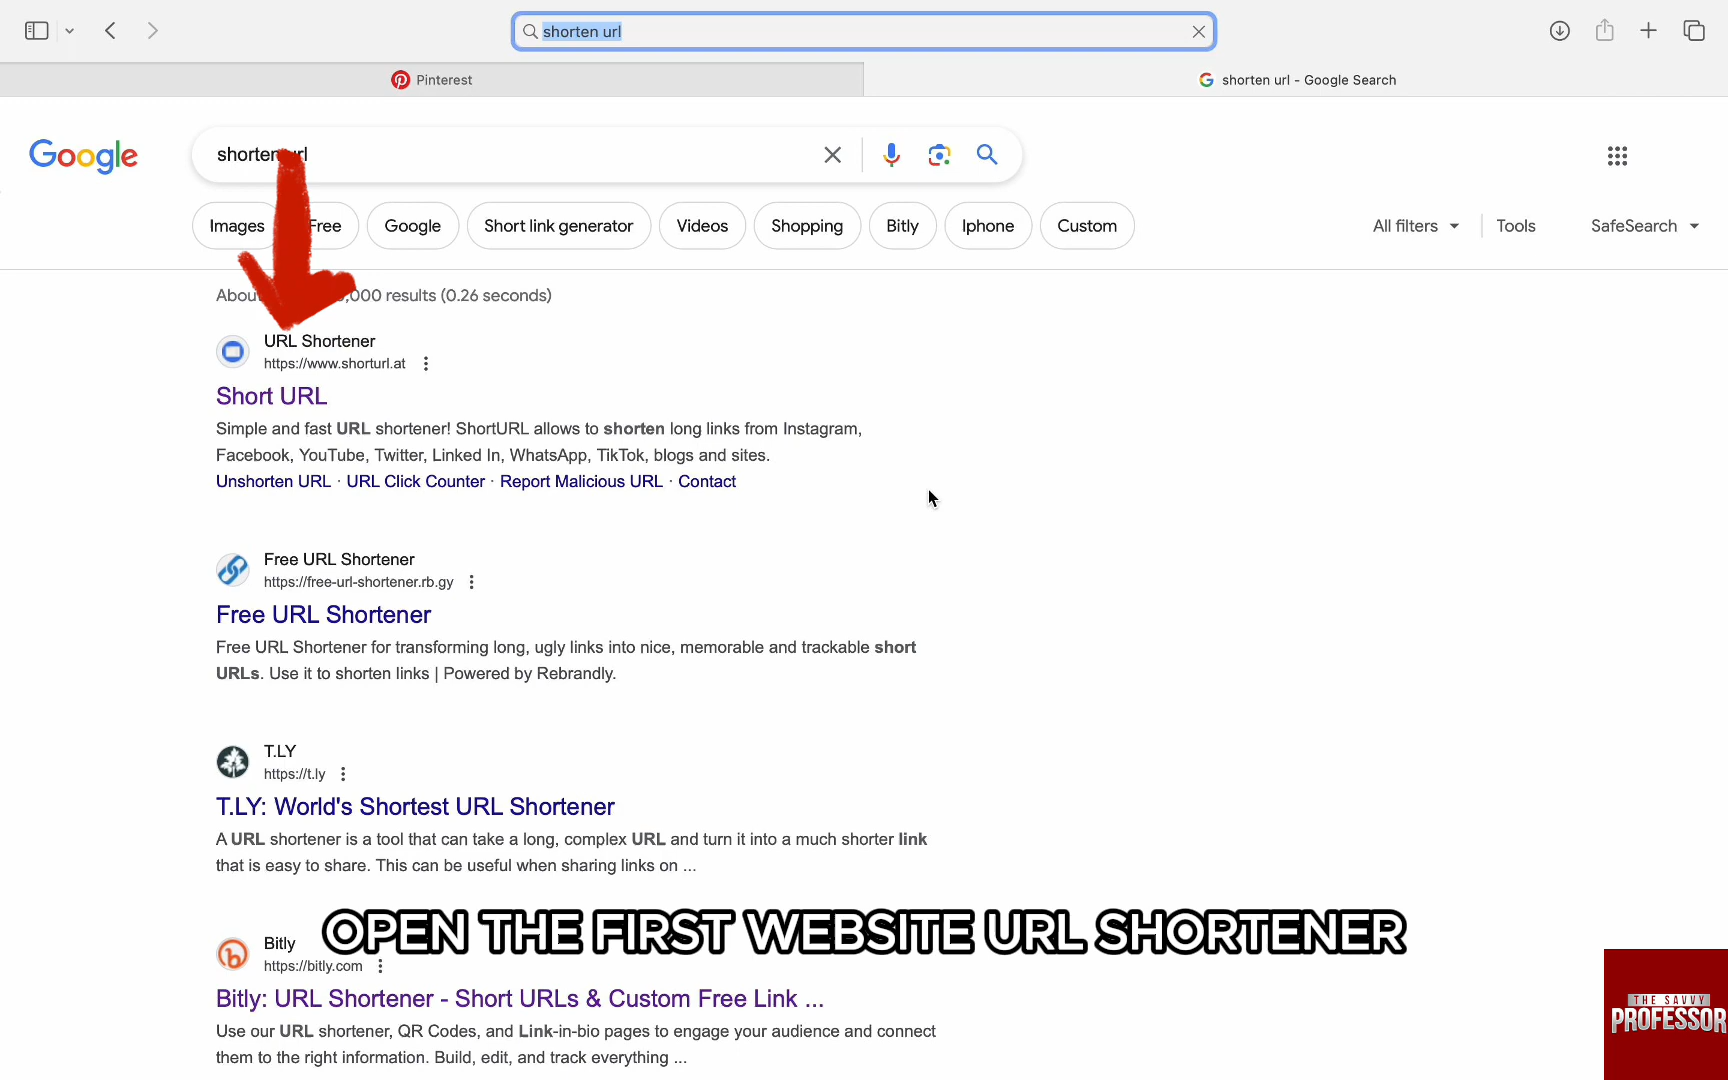 shorten url
Pinterest
shorten url - Google Search
Google
shorten url
Images
Free
Google
Short link generator
Videos
Shopping
Bitly
Iphone
Custom
All filters
Tools
SafeSearch
,000 results (0.26 seconds)
URL Shortener
https://www.shorturl.at
Short URL
Simple and fast URL shortener! ShortURL allows to shorten long links from Instagram,
Facebook, YouTube, Twitter, Linked In, WhatsApp, TikTok, blogs and sites.
Unshorten URL · URL Click Counter · Report Malicious URL · Contact
Free URL Shortener
https://free-url-shortener.rb.gy
Free URL Shortener
Free URL Shortener for transforming long, ugly links into nice, memorable and trackable short
URLs. Use it to shorten links | Powered by Rebrandly.
T.LY
https://t.ly
T.LY: World's Shortest URL Shortener
A URL shortener is a tool that can take a long, complex URL and turn it into a much shorter link
that is easy to share. This can be useful when sharing links on ...
OPEN THE FIRST WEBSITE URL SHORTENER
Bitly
https://bitly.com
Bitly: URL Shortener - Short URLs & Custom Free Link ...
Use our URL shortener, QR Codes, and Link-in-bio pages to engage your audience and connect
them to the right information. Build, edit, and track everything ...
THE SAVVY
PROFESSOR